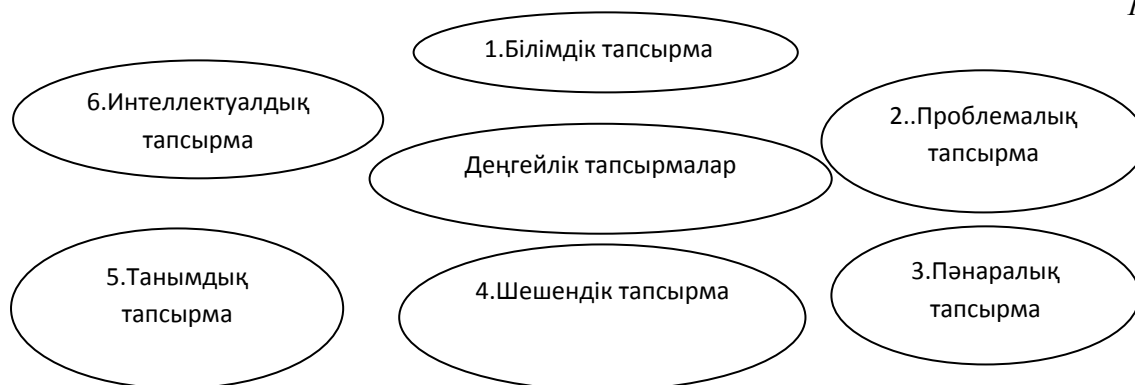 1.Білімдік тапсырма
6.Интеллектуалдық
тапсырма
2..Проблемалық
тапсырма
Деңгейлік тапсырмалар
5.Танымдық
тапсырма
4.Шешендік тапсырма
3.Пәнаралық
тапсырма